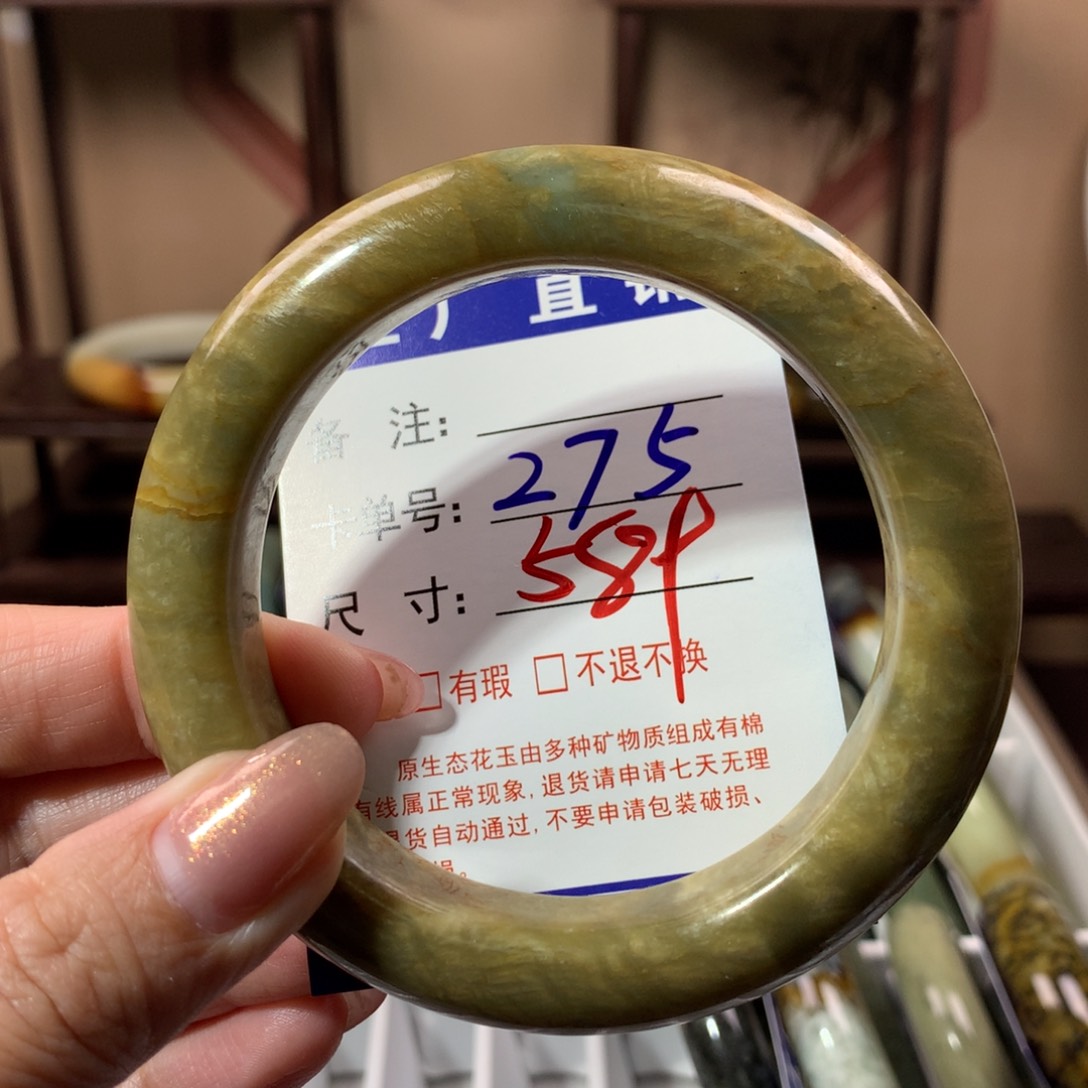 厂直销
备 注:
卡单号: 275
尺 寸: 589
□有瑕 □不退不换
原生态花玉由多种矿物质组成有棉
有线属正常现象,退货请申请七天无理
退货自动通过,不要申请包装破损、
损。